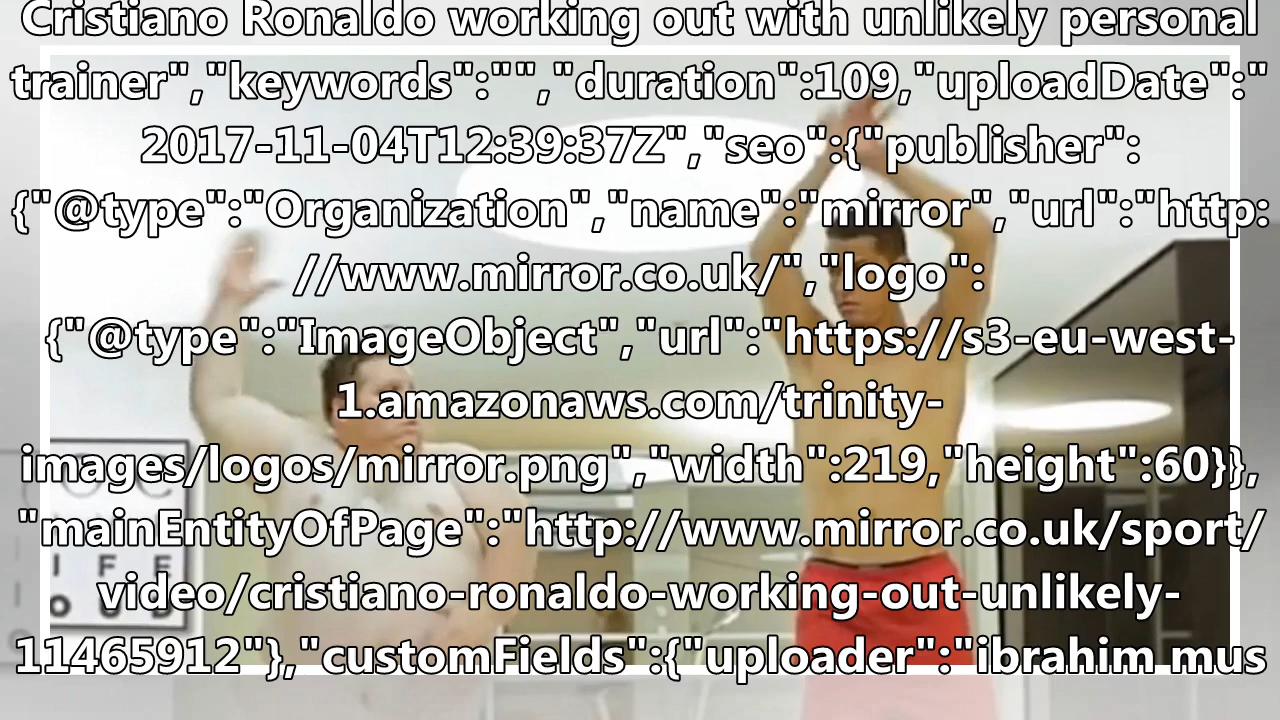 Cristiano Ronaldo working out with unlikely personal
trainer","keywords":"","duration":109,"uploadDate":"
2017-11-04T12:39:37Z","seo":{"publisher":
{"@type":"Organization","name":"mirror","url":"http:
//www.mirror.co.uk/","logo":
{"@type":"ImageObject","url":"https://s3-eu-west-
1.amazonaws.com/trinity-
images/logos/mirror.png","width":219,"height":60}},
"mainEntityOfPage":"http://www.mirror.co.uk/sport/
video/cristiano-ronaldo-working-out-unlikely-
11465912"},"customFields":{"uploader":"ibrahim mus